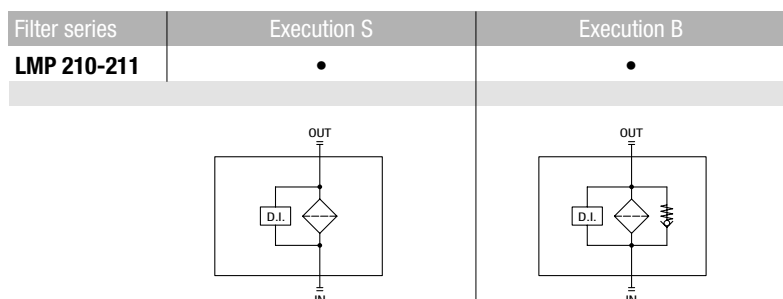 Filter series Execution S Execution B
LMP 210-211 • •
OUT OUT
D.I. D.I.
IN IN